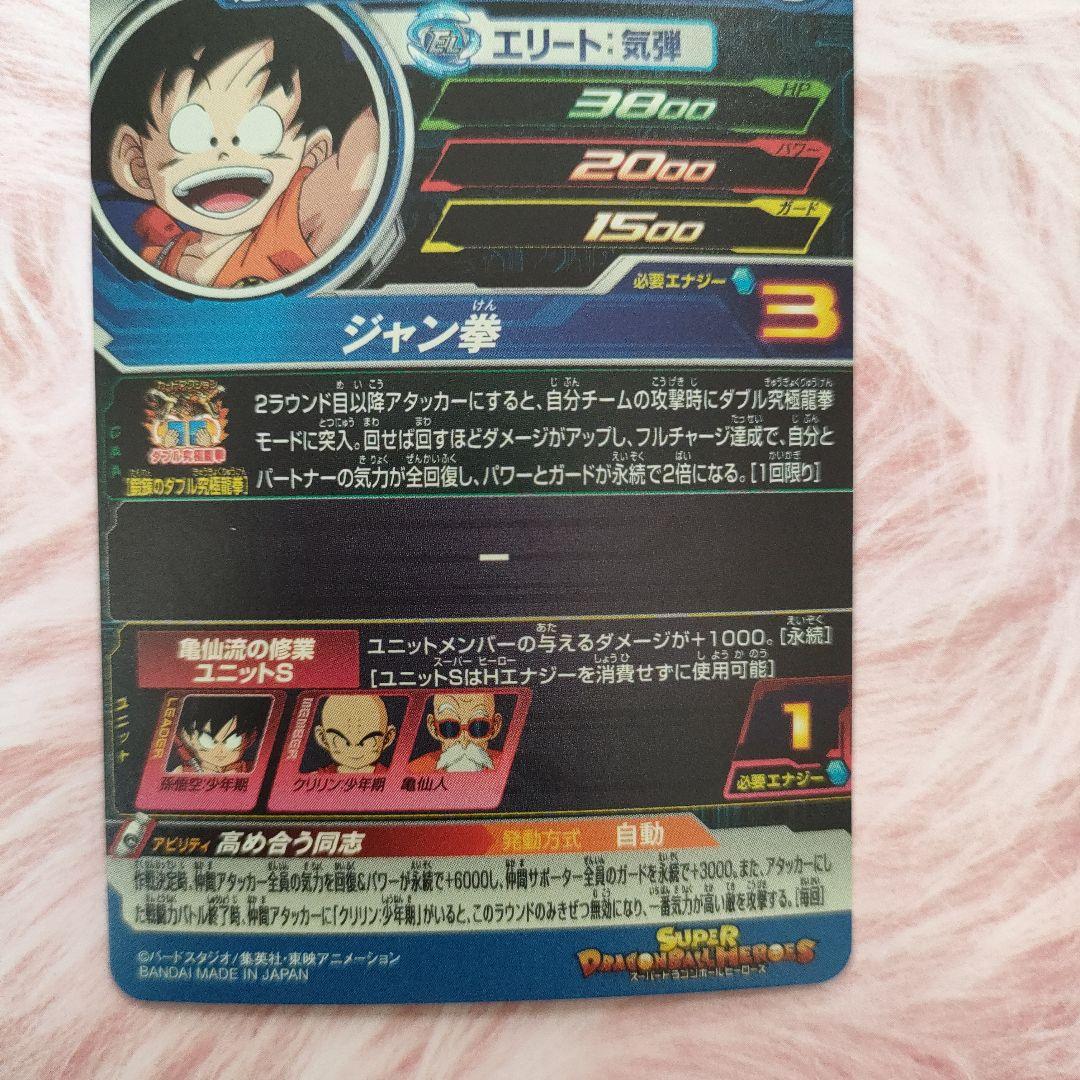 EL エリート:気弾
HP
3800
パワー
2000
ガード
1500
必要エナジー 3
ジャン拳
けん
カードアクション
ダブル究極龍拳
2ラウンド目以降アタッカーにすると、自分チームの攻撃時にダブル究極龍拳
モードに突入。回せば回すほどダメージがアップし、フルチャージ達成で、自分と
パートナーの気力が全回復し、パワーとガードが永続で2倍になる。[1回限り]
ー
亀仙流の修業
ユニットS
ユニットメンバーの与えるダメージが+1000。[永続]
[ユニットSはHエナジーを消費せずに使用可能]
ユニット
LEADER
MEMBER
孫悟空:少年期
クリリン:少年期
亀仙人
1
必要エナジー
アビリティ 高め合う同志 発動方式 自動
作戦決定時、仲間アタッカー全員の気力を回復&パワーが永続で+6000し、仲間サポーター全員のガードを永続で+3000。また、アタッカーにし
た戦闘力バトル終了時、仲間アタッカーに「クリリン:少年期」がいると、このラウンドのみきぜつ無効になり、一番気力が高い敵を攻撃する。[毎回]
©バードスタジオ/集英社・東映アニメーション
BANDAI MADE IN JAPAN
SUPER
DRAGONBALL HEROES
スーパードラゴンボールヒーローズ